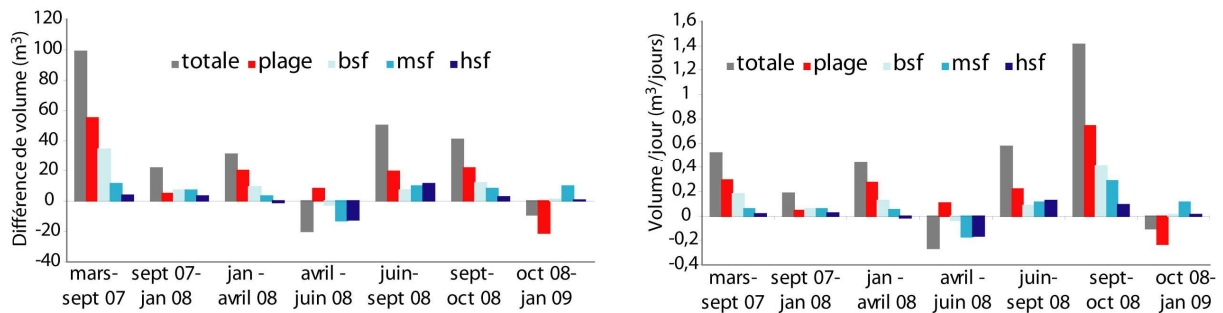 Différence de volume (m³)
120
100
80
60
40
20
0
-20
-40
totale plage bsf msf hsf
mars-
sept 07
sept 07-
jan 08
jan -
avril 08
avril -
juin 08
juin-
sept 08
sept-
oct 08
oct 08-
jan 09
Volume /jour (m³/jours)
1,6
1,4
1,2
1
0,8
0,6
0,4
0,2
0
-0,2
-0,4
totale plage bsf msf hsf
mars-
sept 07
sept 07-
jan 08
jan -
avril 08
avril -
juin 08
juin-
sept 08
sept-
oct 08
oct 08-
jan 09